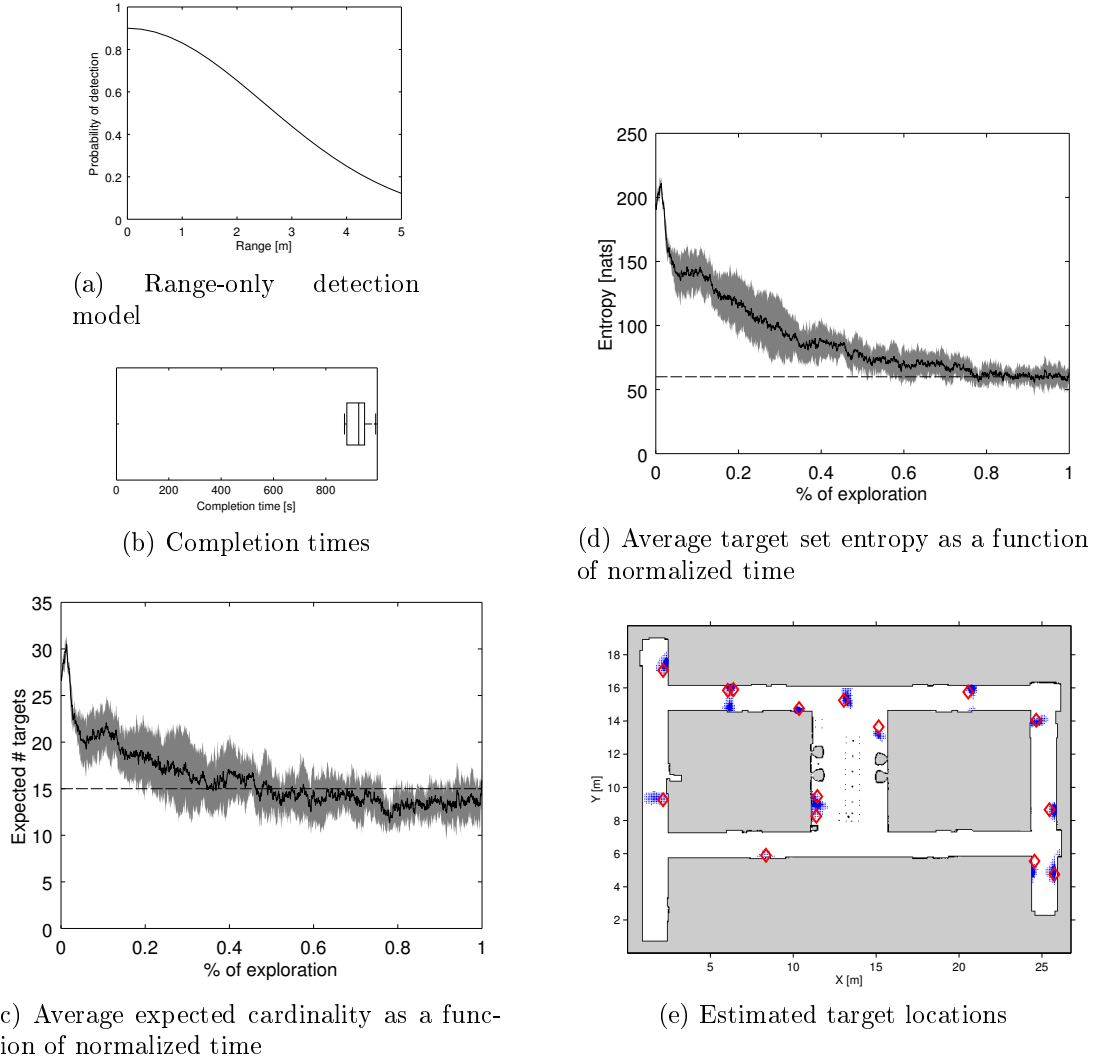 1
0.8
0.6
0.4
0.2
0
Probability of detection
0 1 2 3 4 5
Range [m]
(a) Range-only detection
model
0 200 400 600 800
Completion time [s]
(b) Completion times
35
30
25
20
15
10
5
0
Expected # targets
0 0.2 0.4 0.6 0.8 1
% of exploration
c) Average expected cardinality as a func-
ion of normalized time
250
200
150
100
50
0
Entropy [nats]
0 0.2 0.4 0.6 0.8 1
% of exploration
(d) Average target set entropy as a function
of normalized time
18
16
14
12
10
8
6
4
2
Y [m]
5 10 15 20 25
X [m]
(e) Estimated target locations